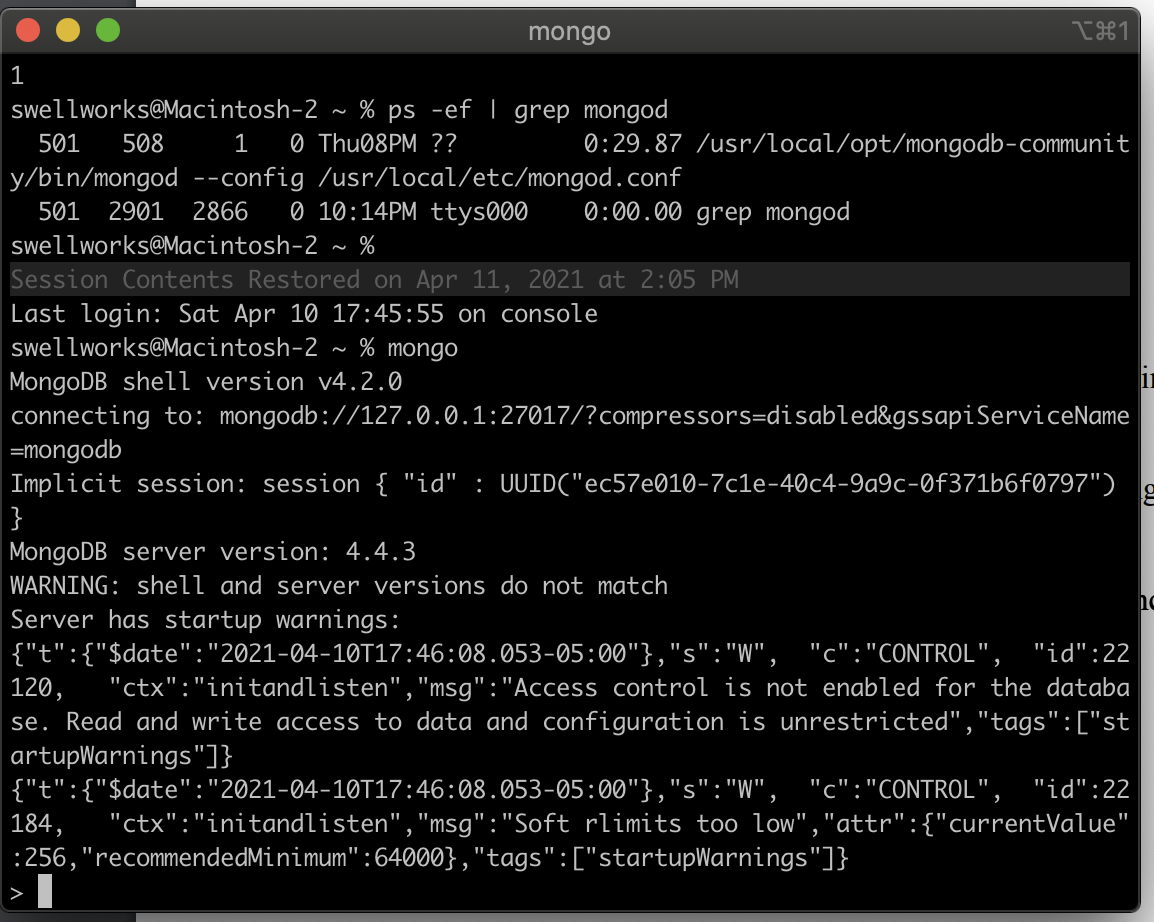 mongo
⌥⌘1
1
swellworks@Macintosh-2 ~ % ps -ef | grep mongod
  501   508     1   0 Thu08PM ??         0:29.87 /usr/local/opt/mongodb-communit
y/bin/mongod --config /usr/local/etc/mongod.conf
  501  2901  2866   0 10:14PM ttys000    0:00.00 grep mongod
swellworks@Macintosh-2 ~ %
Session Contents Restored on Apr 11, 2021 at 2:05 PM
Last login: Sat Apr 10 17:45:55 on console
swellworks@Macintosh-2 ~ % mongo
MongoDB shell version v4.2.0
connecting to: mongodb://127.0.0.1:27017/?compressors=disabled&gssapiServiceName
=mongodb
Implicit session: session { "id" : UUID("ec57e010-7c1e-40c4-9a9c-0f371b6f0797")
}
MongoDB server version: 4.4.3
WARNING: shell and server versions do not match
Server has startup warnings:
{"t":{"$date":"2021-04-10T17:46:08.053-05:00"},"s":"W",  "c":"CONTROL",  "id":22
120,   "ctx":"initandlisten","msg":"Access control is not enabled for the databa
se. Read and write access to data and configuration is unrestricted","tags":["st
artupWarnings"]}
{"t":{"$date":"2021-04-10T17:46:08.053-05:00"},"s":"W",  "c":"CONTROL",  "id":22
184,   "ctx":"initandlisten","msg":"Soft rlimits too low","attr":{"currentValue"
:256,"recommendedMinimum":64000},"tags":["startupWarnings"]}
>